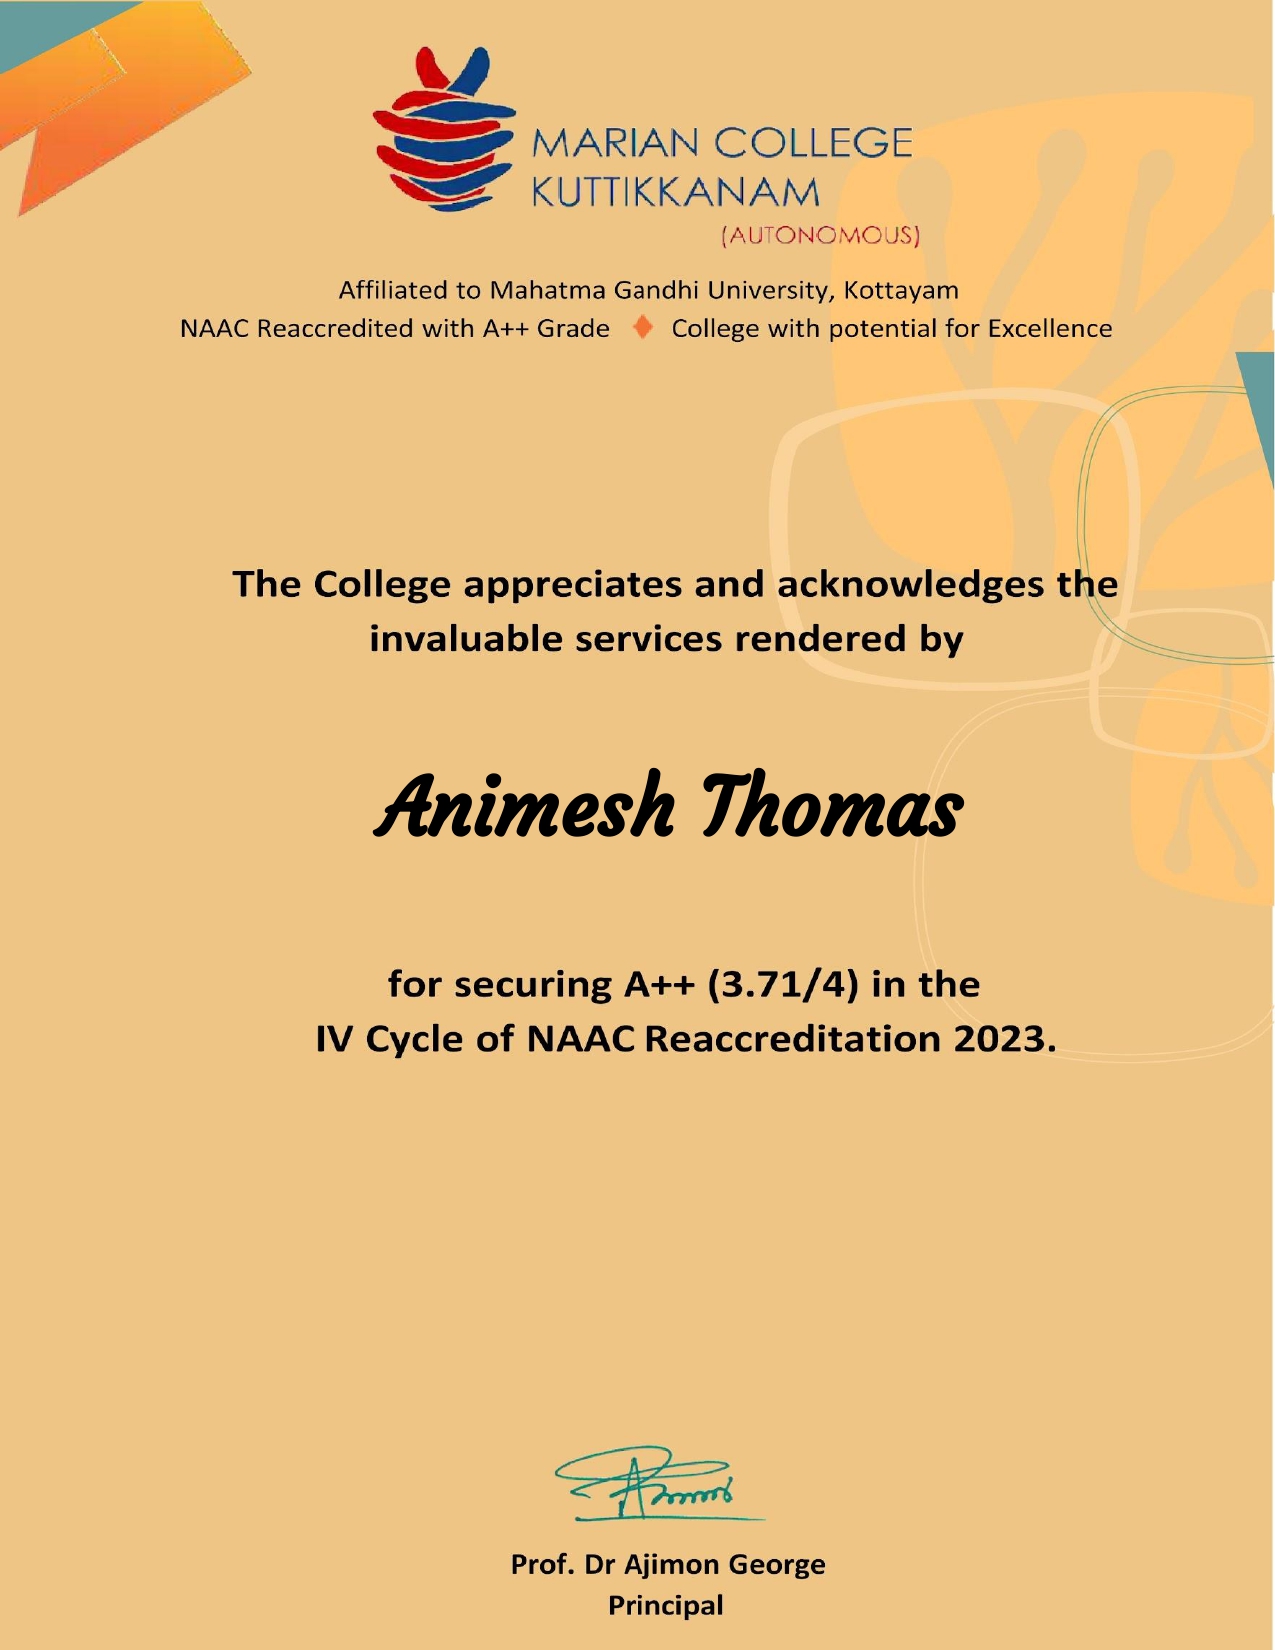 MARIAN COLLEGE
KUTTIKKANAM
(AUTONOMOUS)
Affiliated to Mahatma Gandhi University, Kottayam
NAAC Reaccredited with A++ Grade ♦ College with potential for Excellence
The College appreciates and acknowledges the
invaluable services rendered by
Animesh Thomas
for securing A++ (3.71/4) in the
IV Cycle of NAAC Reaccreditation 2023.
Prof. Dr Ajimon George
Principal